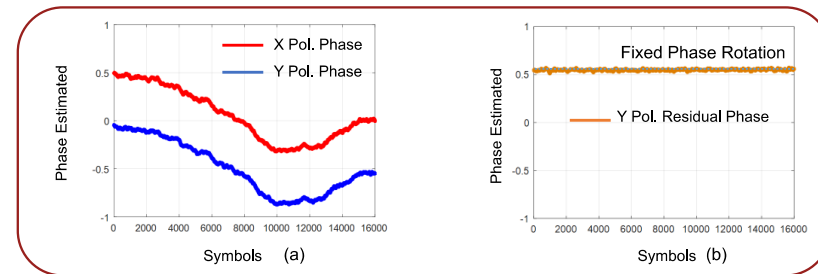 X Pol. Phase
Y Pol. Phase
Phase Estimated
1
0.5
0
-0.5
-1
0 2000 4000 6000 8000 10000 12000 14000 16000
Symbols (a)
Fixed Phase Rotation
Y Pol. Residual Phase
Phase Estimated
1
0.5
0
-0.5
-1
0 2000 4000 6000 8000 10000 12000 14000 16000
Symbols (b)